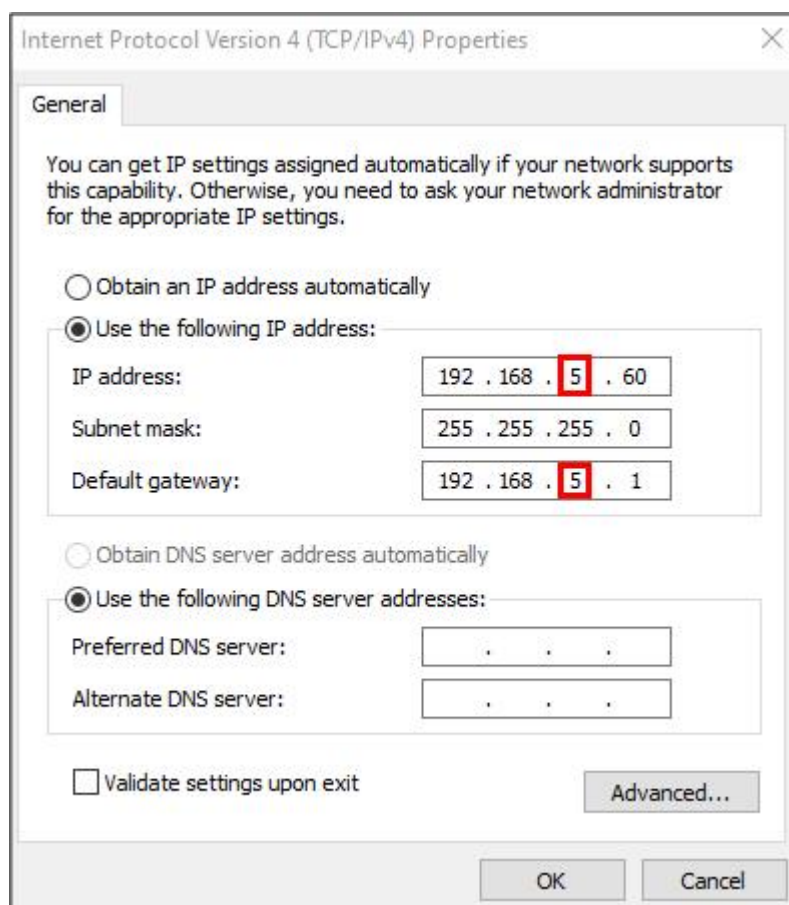 Internet Protocol Version 4 (TCP/IPv4) Properties
General
You can get IP settings assigned automatically if your network supports
this capability. Otherwise, you need to ask your network administrator
for the appropriate IP settings.
Obtain an IP address automatically
Use the following IP address:
IP address: 192 . 168 . 5 . 60
Subnet mask: 255 . 255 . 255 . 0
Default gateway: 192 . 168 . 5 . 1
Obtain DNS server address automatically
Use the following DNS server addresses:
Preferred DNS server: . . .
Alternate DNS server: . . .
Validate settings upon exit
Advanced...
OK Cancel